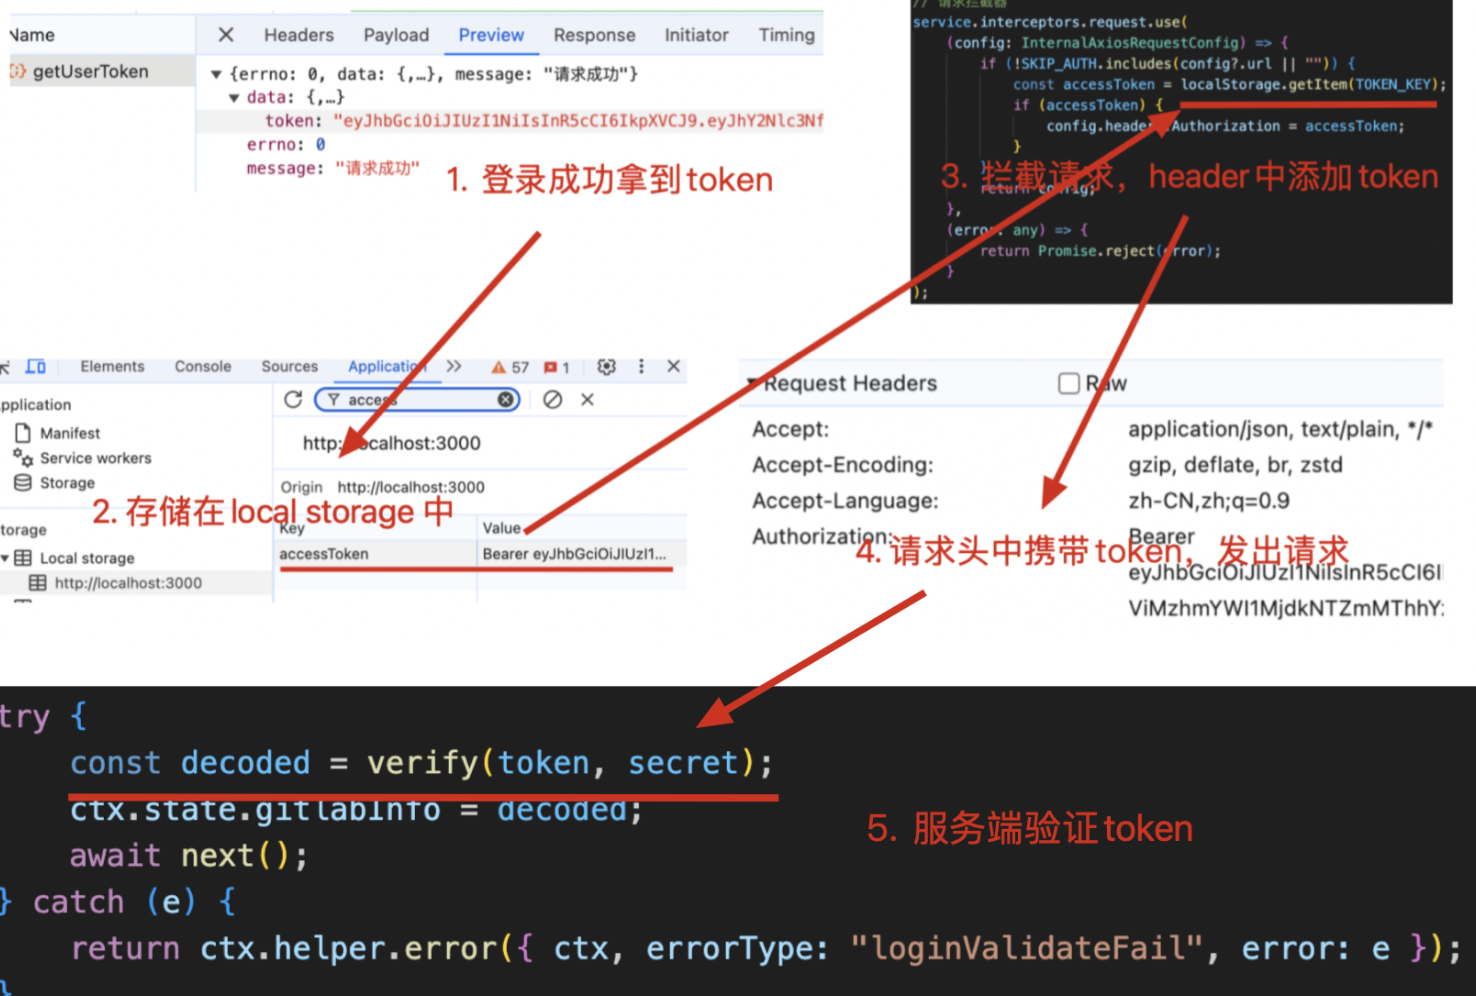 Name
getUserToken
Headers Payload Preview Response Initiator Timing
{errno: 0, data: {,…}, message: "请求成功"}
data: {,…}
token: "eyJhbGciOiJIUzI1NiIsInR5cCI6IkpXVCJ9.eyJhY2Nlc3Nf
errno: 0
message: "请求成功"
1. 登录成功拿到token
// 请求拦截器
service.interceptors.request.use(
(config: InternalAxiosRequestConfig) => {
if (!SKIP_AUTH.includes(config?.url || "")) {
const accessToken = localStorage.getItem(TOKEN_KEY);
if (accessToken) {
config.header Authorization = accessToken;
}
}
return config;
},
(error: any) => {
return Promise.reject(error);
}
);
3. 拦截请求，header中添加token
Elements Console Sources Application 57 1
pplication
Manifest
Service workers
Storage
torage
Local storage
http://localhost:3000
access
http://localhost:3000
Origin http://localhost:3000
Key Value
accessToken Bearer eyJhbGciOiJIUzI1...
2. 存储在local storage 中
Request Headers Raw
Accept: application/json, text/plain, */*
Accept-Encoding: gzip, deflate, br, zstd
Accept-Language: zh-CN,zh;q=0.9
Authorization: Bearer
eyJhbGciOiJIUzI1NiIsInR5cCI6I
ViMzhmYWI1MjdkNTZmMThhY
4. 请求头中携带token，发出请求
try {
const decoded = verify(token, secret);
ctx.state.gitlabInfo = decoded;
await next();
} catch (e) {
return ctx.helper.error({ ctx, errorType: "loginValidateFail", error: e });
}
5. 服务端验证token